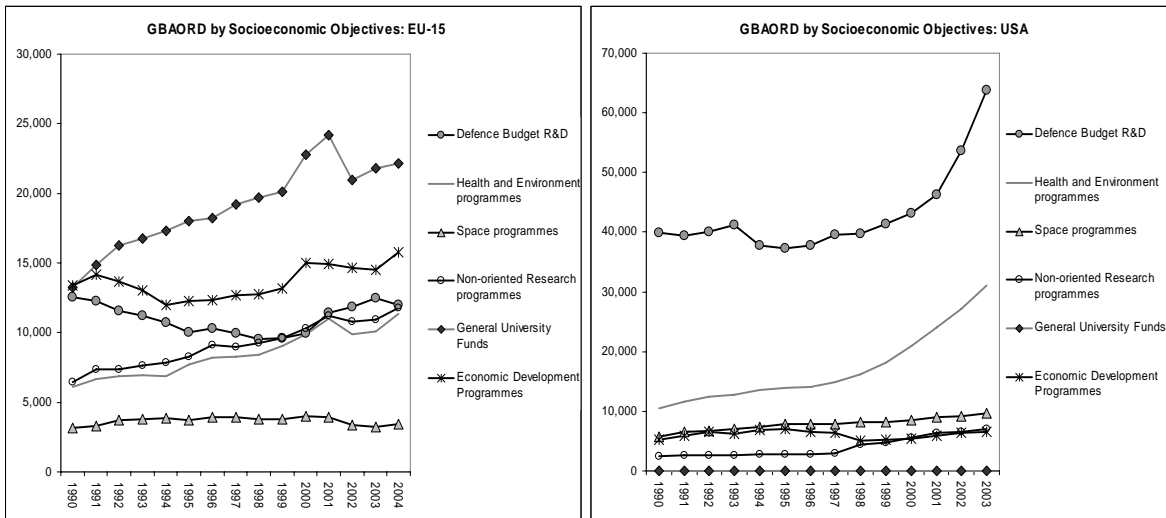 GBAORD by Socioeconomic Objectives: EU-15
30,000
25,000
20,000
15,000
10,000
5,000
0
1990
1991
1992
1993
1994
1995
1996
1997
1998
1999
2000
2001
2002
2003
2004
Defence Budget R&D
Health and Environment
programmes
Space programmes
Non-oriented Research
programmes
General University
Funds
Economic Development
Programmes
GBAORD by Socioeconomic Objectives: USA
70,000
60,000
50,000
40,000
30,000
20,000
10,000
0
1990
1991
1992
1993
1994
1995
1996
1997
1998
1999
2000
2001
2002
2003
Defence Budget R&D
Health and Environment
programmes
Space programmes
Non-oriented Research
programmes
General University Funds
Economic Development
Programmes